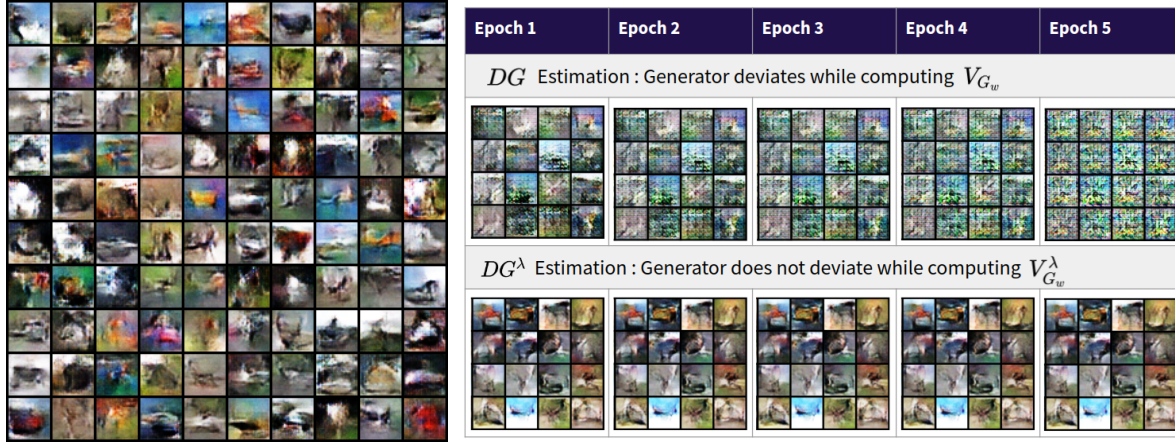 Epoch 1 Epoch 2 Epoch 3 Epoch 4 Epoch 5
DG Estimation : Generator deviates while computing V_{G_w}
DG^λ Estimation : Generator does not deviate while computing V^λ_{G_w}